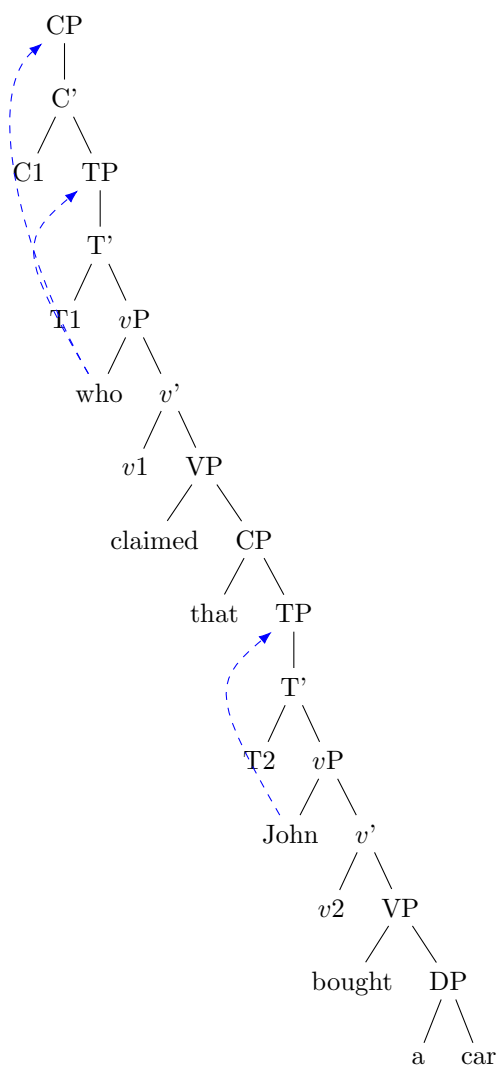 CP
C’
C1 TP
T’
T1 vP
who v’
v1 VP
claimed CP
that TP
T’
T2 vP
John v’
v2 VP
bought DP
a car